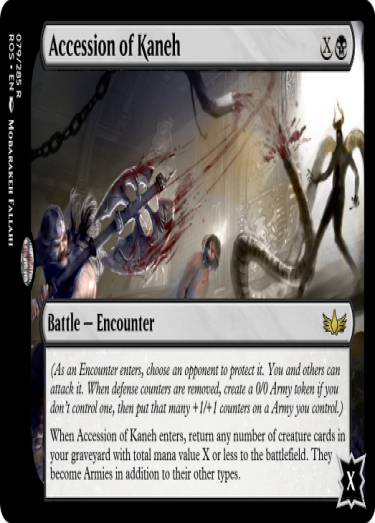 Accession of Kaneh
X
Battle – Encounter
(As an Encounter enters, choose an opponent to protect it. You and others can
attack it. When defense counters are removed, create a 0/0 Army token if you
don't control one, then put that many +1/+1 counters on a Army you control.)
When Accession of Kaneh enters, return any number of creature cards in
your graveyard with total mana value X or less to the battlefield. They
become Armies in addition to their other types.
X
079/285 R
ROS • EN MOBARAKEH FALLAHI